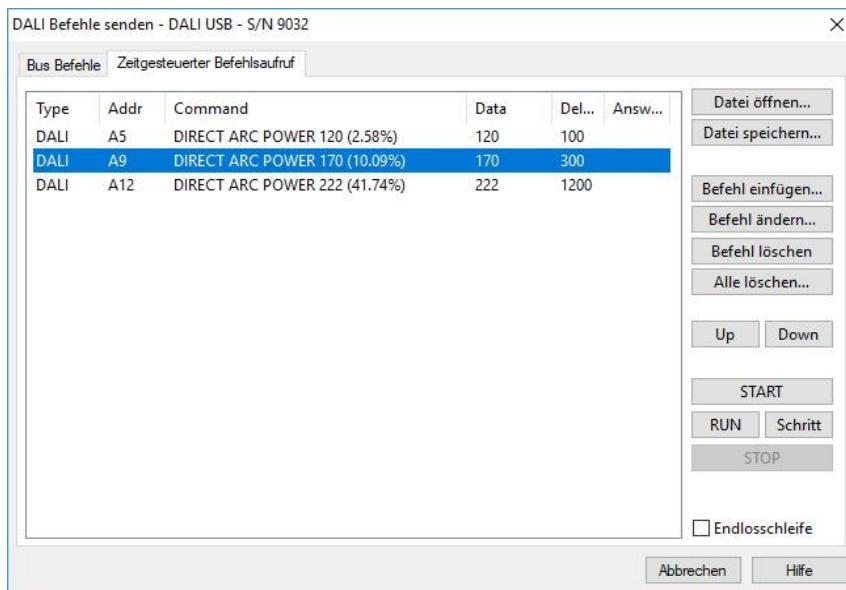 DALI Befehle senden - DALI USB - S/N 9032
Bus Befehle Zeitgesteuerter Befehlsaufruf
Type Addr Command Data Del... Answ...
DALI A5 DIRECT ARC POWER 120 (2.58%) 120 100
DALI A9 DIRECT ARC POWER 170 (10.09%) 170 300
DALI A12 DIRECT ARC POWER 222 (41.74%) 222 1200
Datei öffnen...
Datei speichern...
Befehl einfügen...
Befehl ändern...
Befehl löschen
Alle löschen...
Up Down
START
RUN Schritt
STOP
Endlosschleife
Abbrechen Hilfe